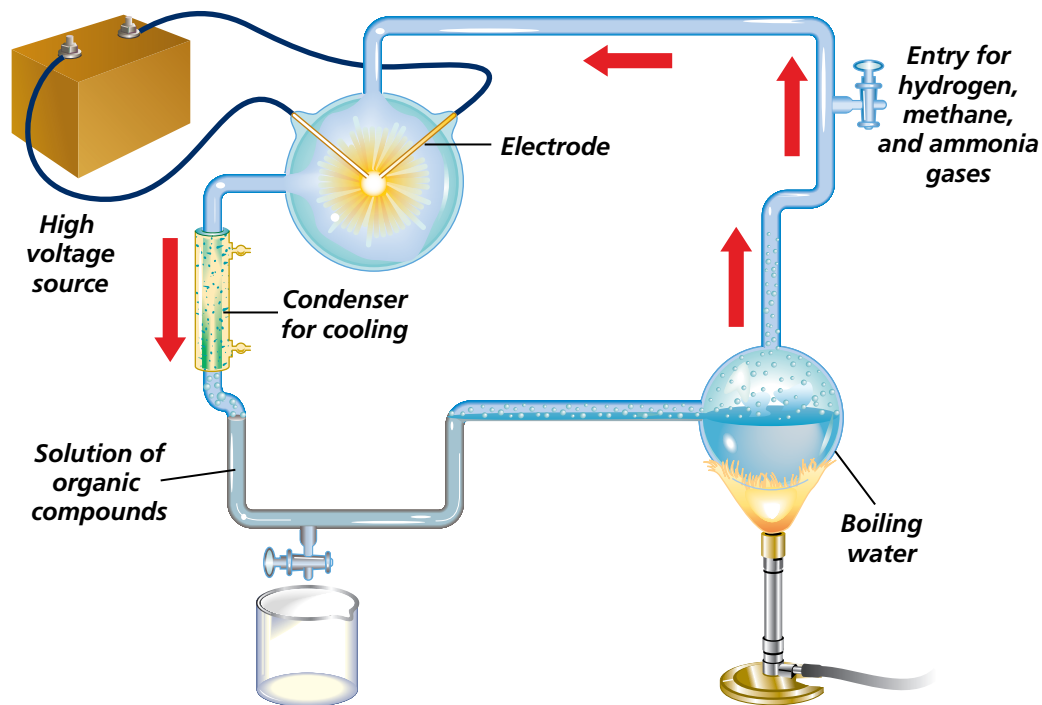 Entry for
hydrogen,
methane,
and ammonia
gases
Electrode
High
voltage
source
Condenser
for cooling
Solution of
organic
compounds
Boiling
water